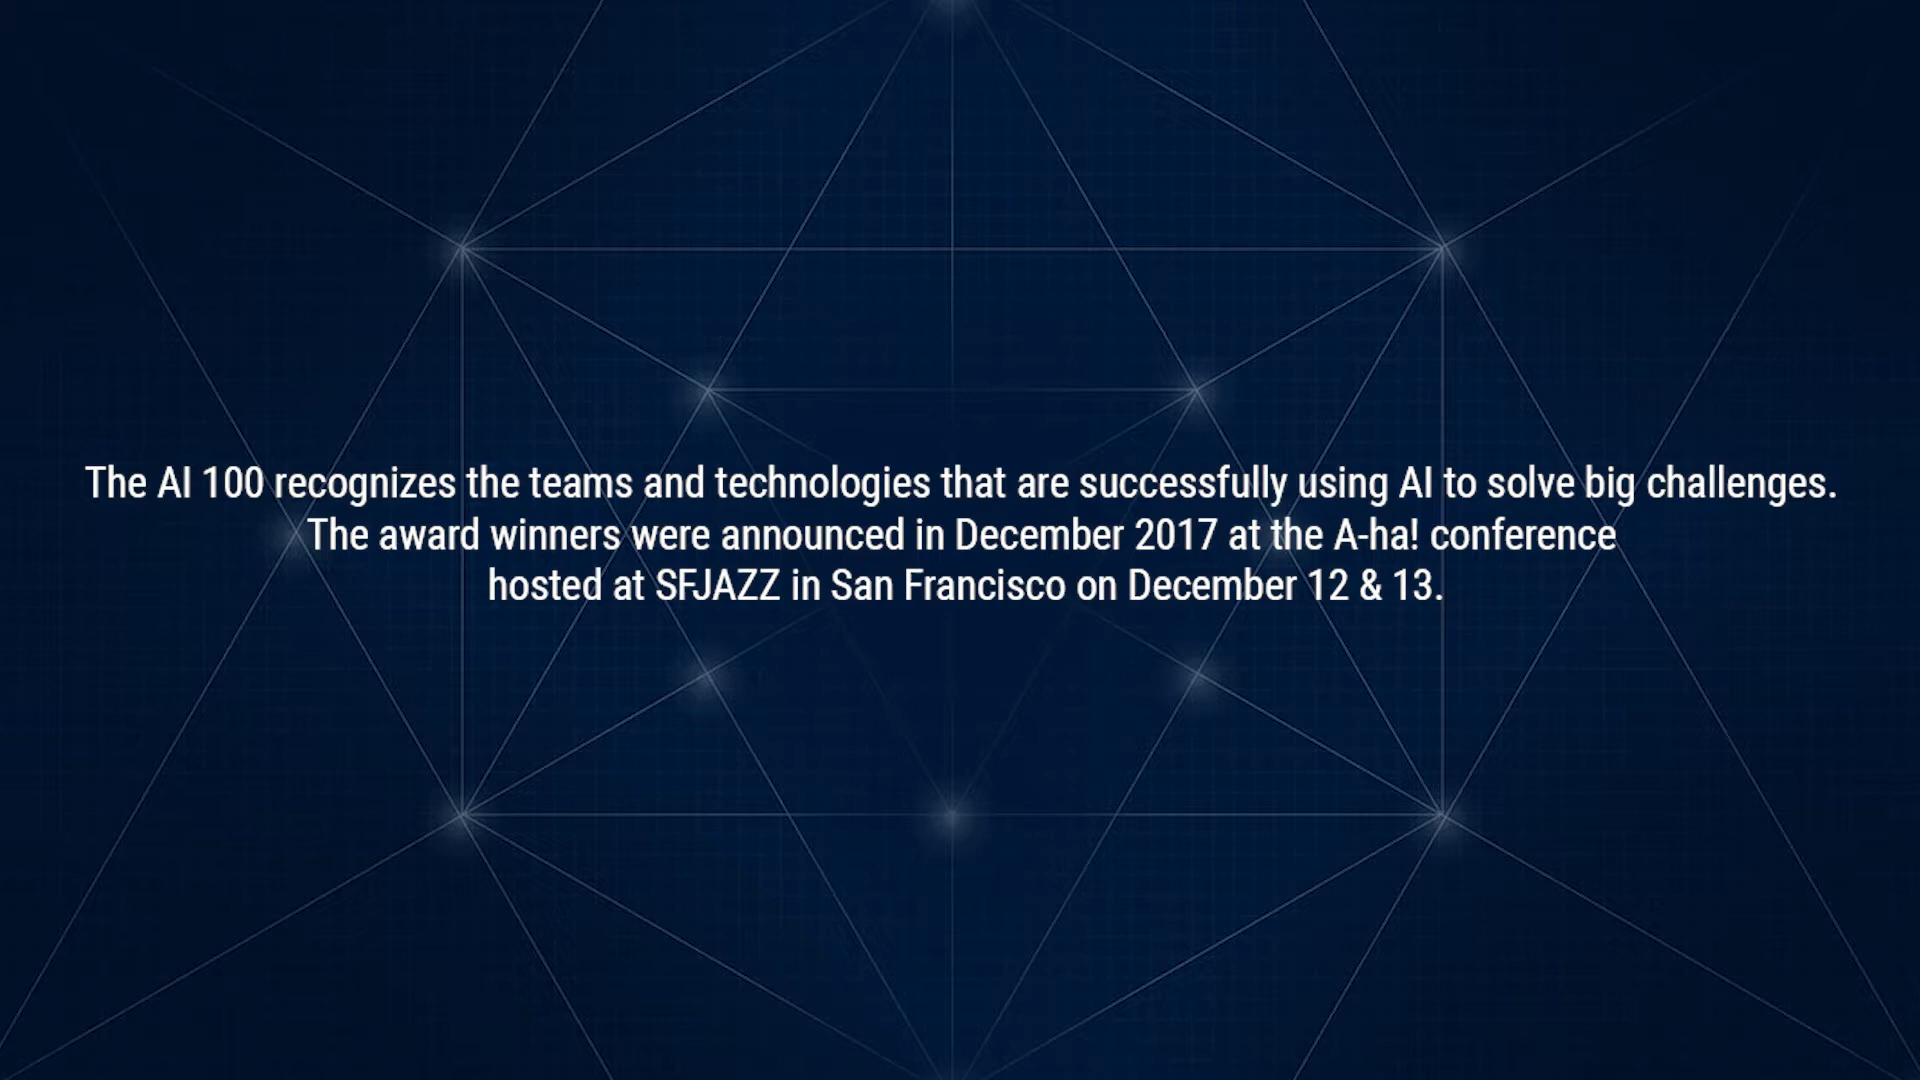 The AI 100 recognizes the teams and technologies that are successfully using AI to solve big challenges.
The award winners were announced in December 2017 at the A-ha! conference
hosted at SFJAZZ in San Francisco on December 12 & 13.